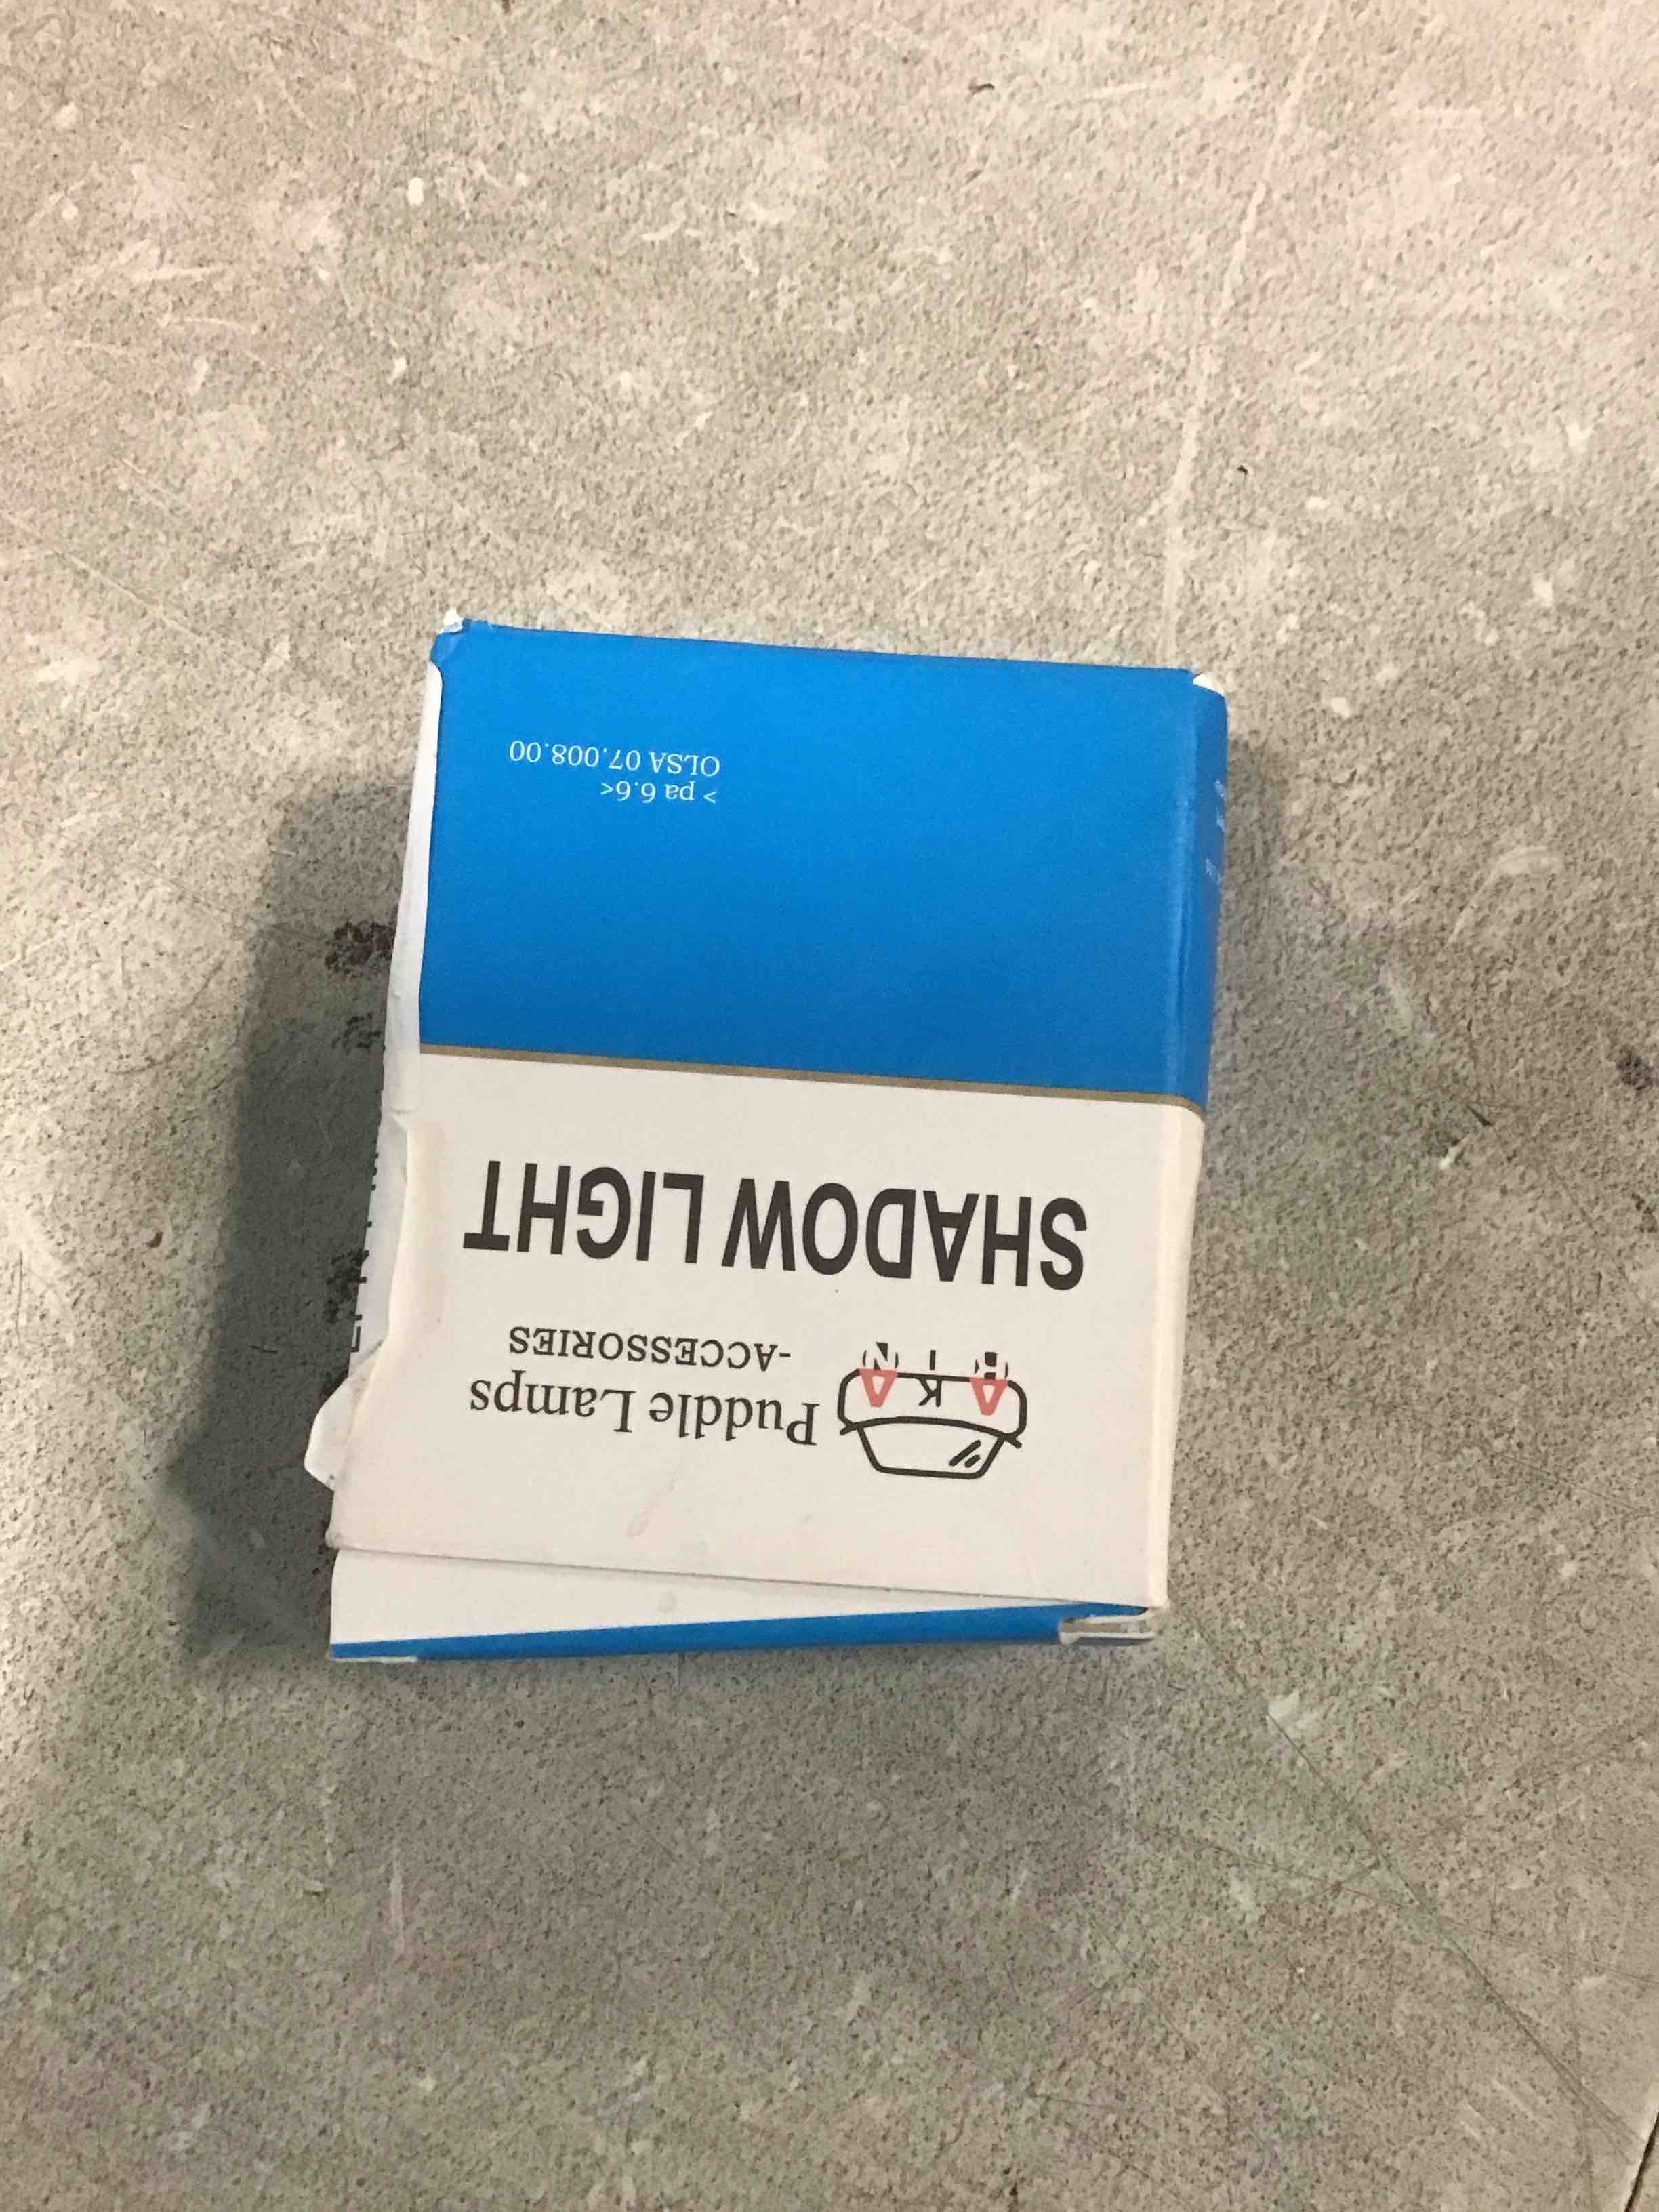 Puddle Lamps
-ACCESSORIES
SHADOW LIGHT
> pa 6.6<
OLSA 07.008.00